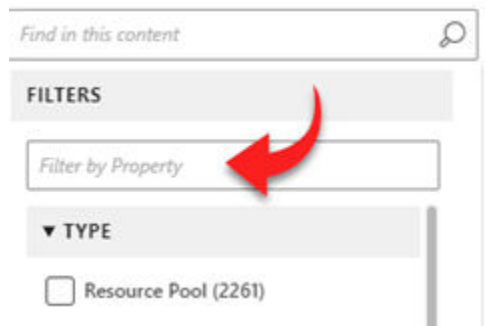 Find in this content
FILTERS
Filter by Property
▼ TYPE
Resource Pool (2261)